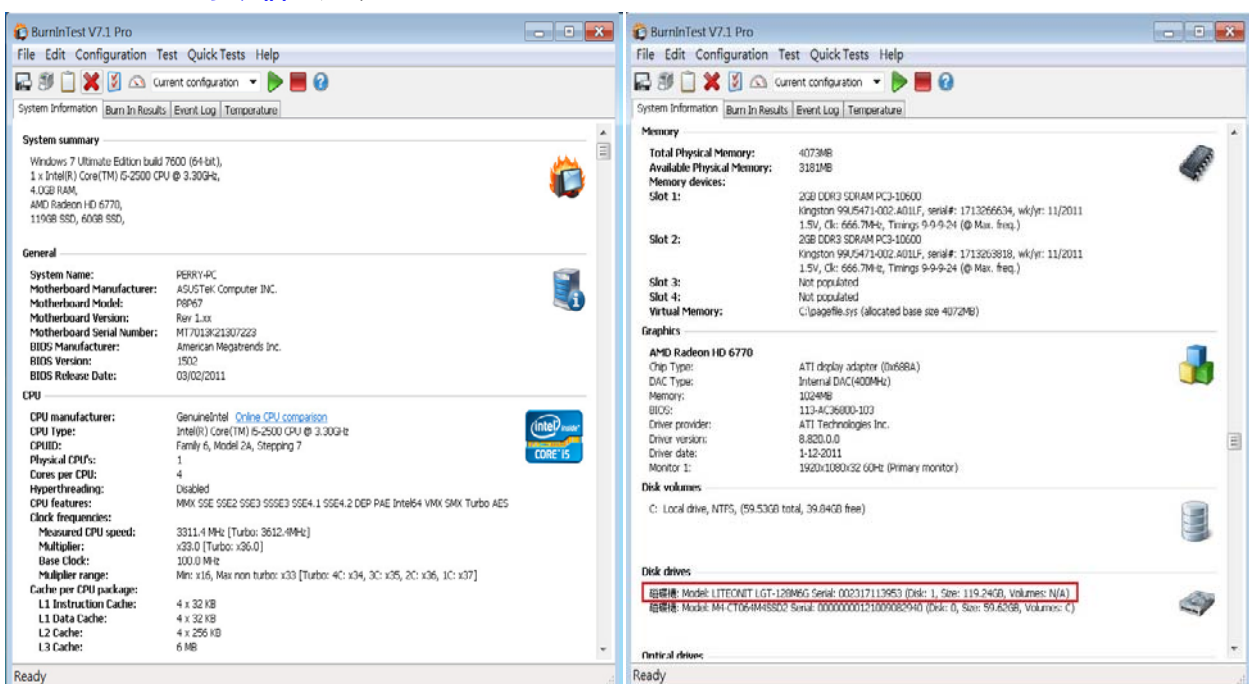 BurnInTest V7.1 Pro
File Edit Configuration Test Quick Tests Help
Current configuration
System Information Burn In Results Event Log Temperature
System summary
Windows 7 Ultimate Edition build 7600 (64-bit),
1 x Intel(R) Core(TM) i5-2500 CPU @ 3.30GHz,
4.0GB RAM,
AMD Radeon HD 6770,
119GB SSD, 60GB SSD,
General
System Name: PERRY-PC
Motherboard Manufacturer: ASUSTeK Computer INC.
Motherboard Model: P8P67
Motherboard Version: Rev 1.xx
Motherboard Serial Number: MT7013K21307223
BIOS Manufacturer: American Megatrends Inc.
BIOS Version: 1502
BIOS Release Date: 03/02/2011
CPU
CPU manufacturer: GenuineIntel Online CPU comparison
CPU Type: Intel(R) Core(TM) i5-2500 CPU @ 3.30GHz
CPUID: Family 6, Model 2A, Stepping 7
Physical CPU's: 1
Cores per CPU: 4
Hyperthreading: Disabled
CPU features: MMX SSE SSE2 SSE3 SSSE3 SSE4.1 SSE4.2 DEP PAE Intel64 VMX SMX Turbo AES
Clock frequencies:
Measured CPU speed: 3311.4 MHz [Turbo: 3612.4MHz]
Multiplier: x33.0 [Turbo: x36.0]
Base Clock: 100.0 MHz
Muliplier range: Min: x16, Max non turbo: x33 [Turbo: 4C: x34, 3C: x35, 2C: x36, 1C: x37]
Cache per CPU package:
L1 Instruction Cache: 4 x 32 KB
L1 Data Cache: 4 x 32 KB
L2 Cache: 4 x 256 KB
L3 Cache: 6 MB
Ready
(intel) inside™
CORE™ i5
BurnInTest V7.1 Pro
File Edit Configuration Test Quick Tests Help
Current configuration
System Information Burn In Results Event Log Temperature
Memory
Total Physical Memory: 4073MB
Available Physical Memory: 3181MB
Memory devices:
Slot 1: 2GB DDR3 SDRAM PC3-10600
Kingston 99U5471-002.A01LF, serial#: 1713266634, wk/yr: 11/2011
1.5V, Clk: 666.7MHz, Timings 9-9-9-24 (@ Max. freq.)
Slot 2: 2GB DDR3 SDRAM PC3-10600
Kingston 99U5471-002.A01LF, serial#: 1713263818, wk/yr: 11/2011
1.5V, Clk: 666.7MHz, Timings 9-9-9-24 (@ Max. freq.)
Slot 3: Not populated
Slot 4: Not populated
Virtual Memory: C:\pagefile.sys (allocated base size 4072MB)
Graphics
AMD Radeon HD 6770
Chip Type: ATI display adapter (0x68BA)
DAC Type: Internal DAC(400MHz)
Memory: 1024MB
BIOS: 113-AC36800-103
Driver provider: ATI Technologies Inc.
Driver version: 8.820.0.0
Driver date: 1-12-2011
Monitor 1: 1920x1080x32 60Hz (Primary monitor)
Disk volumes
C: Local drive, NTFS, (59.53GB total, 39.84GB free)
Disk drives
磁碟機: Model: LITEONIT LGT-128M6G Serial: 002317113953 (Disk: 1, Size: 119.24GB, Volumes: N/A)
磁碟機: Model: M4-CT064M4SSD2 Serial: 00000000121009082940 (Disk: 0, Size: 59.62GB, Volumes: C)
Optical drives
Ready